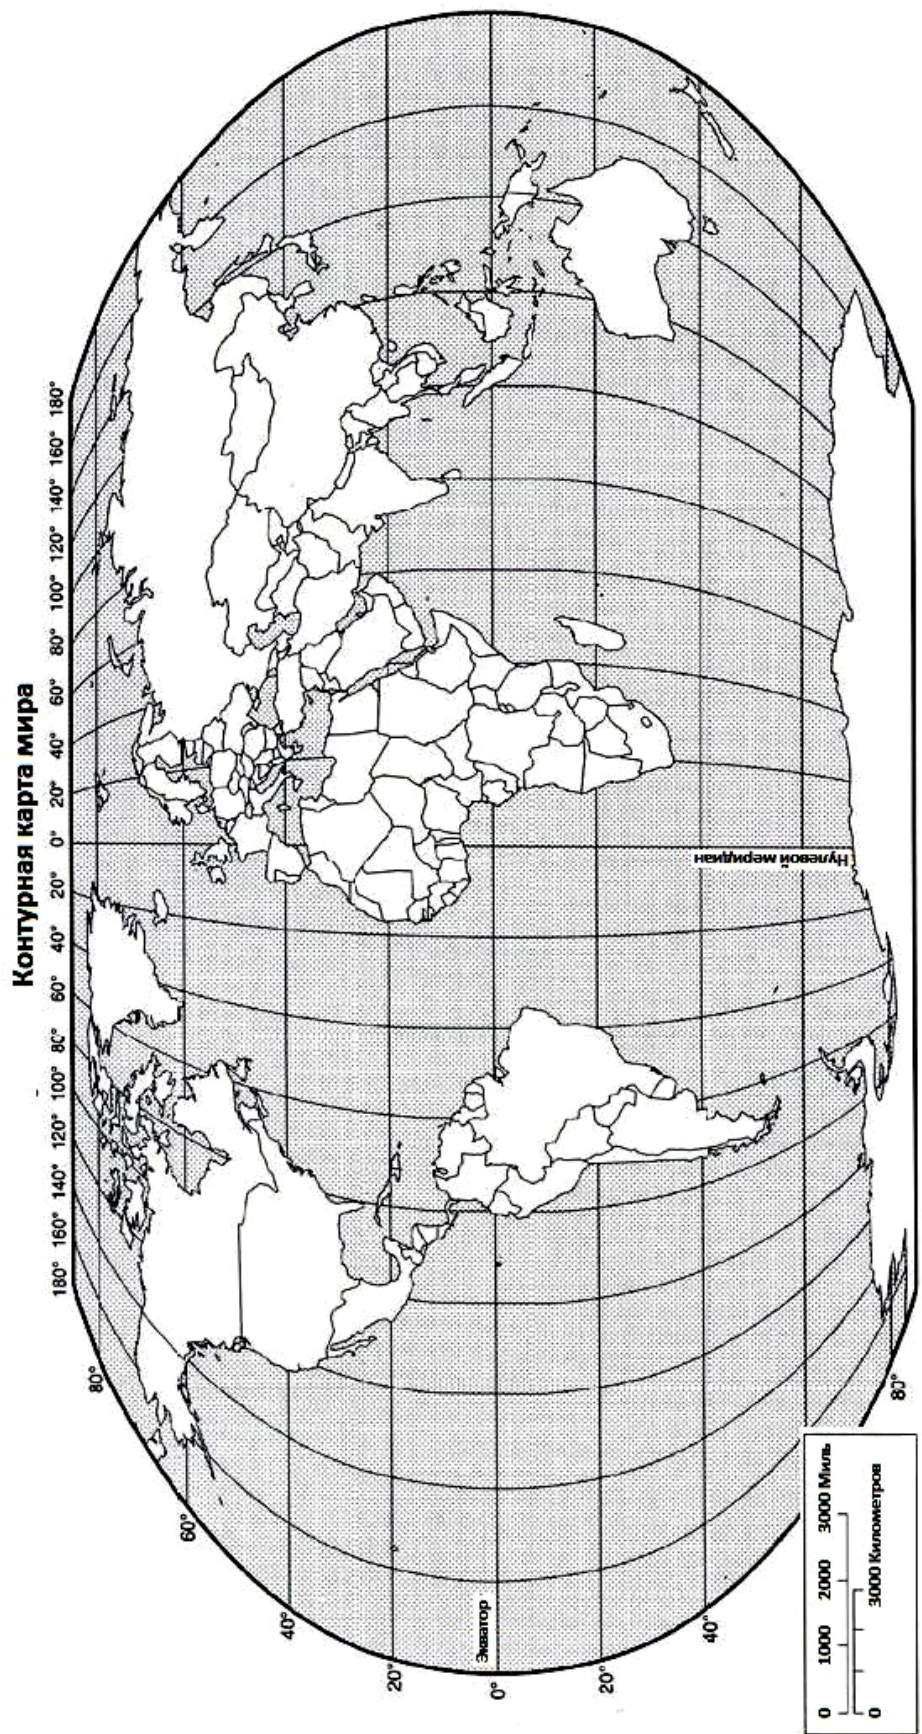 Контурная карта мира
180° 160° 140° 120° 100° 80° 60° 40° 20° 0° 20° 40° 60° 80° 100° 120° 140° 160° 180°
80°
60°
40°
20°
0°
Экватор
20°
40°
Нулевой меридиан
80°
0 1000 2000 3000 Миль
0 3000 Километров